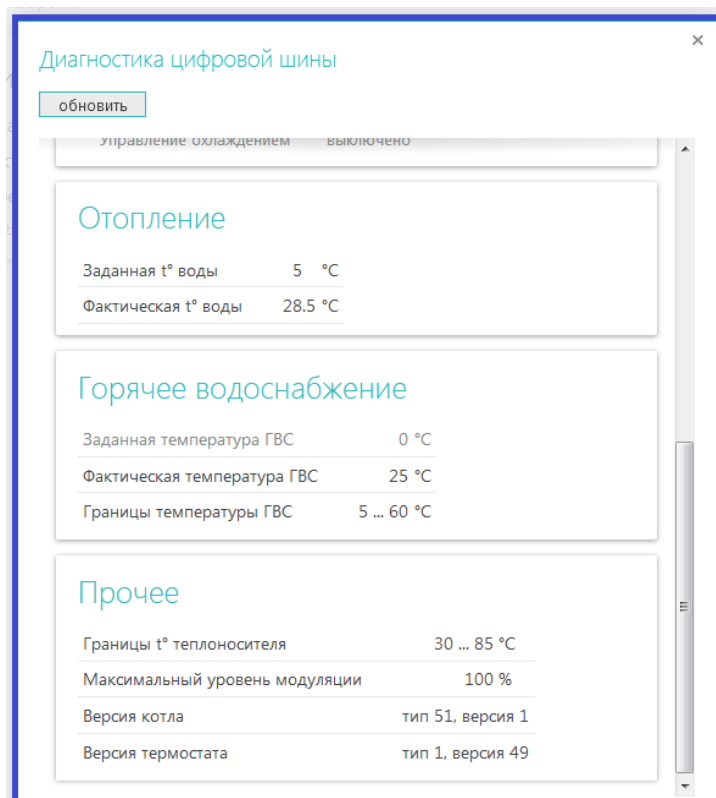 Диагностика цифровой шины
×
обновить
Управление охлаждением выключено
Отопление
Заданная t° воды 5 °C
Фактическая t° воды 28.5 °C
Горячее водоснабжение
Заданная температура ГВС 0 °C
Фактическая температура ГВС 25 °C
Границы температуры ГВС 5 ... 60 °C
Прочее
Границы t° теплоносителя 30 ... 85 °C
Максимальный уровень модуляции 100 %
Версия котла тип 51, версия 1
Версия термостата тип 1, версия 49